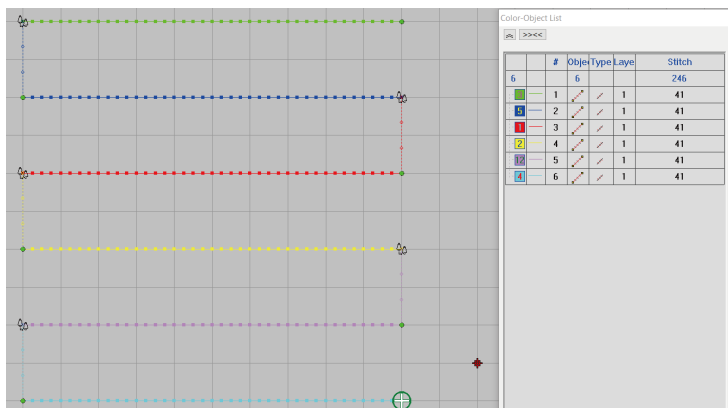 Color-Object List
>><<
# Obje Type Laye Stitch
6 6 246
1 1 41
5 2 1 41
1 3 1 41
2 4 1 41
12 5 1 41
4 6 1 41